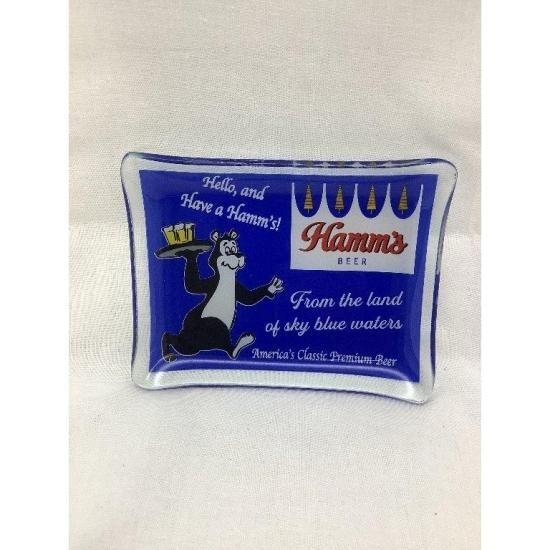 Hello, and
Have a Hamm's!
Hamm's
BEER
From the land
of sky blue waters
America's Classic Premium Beer